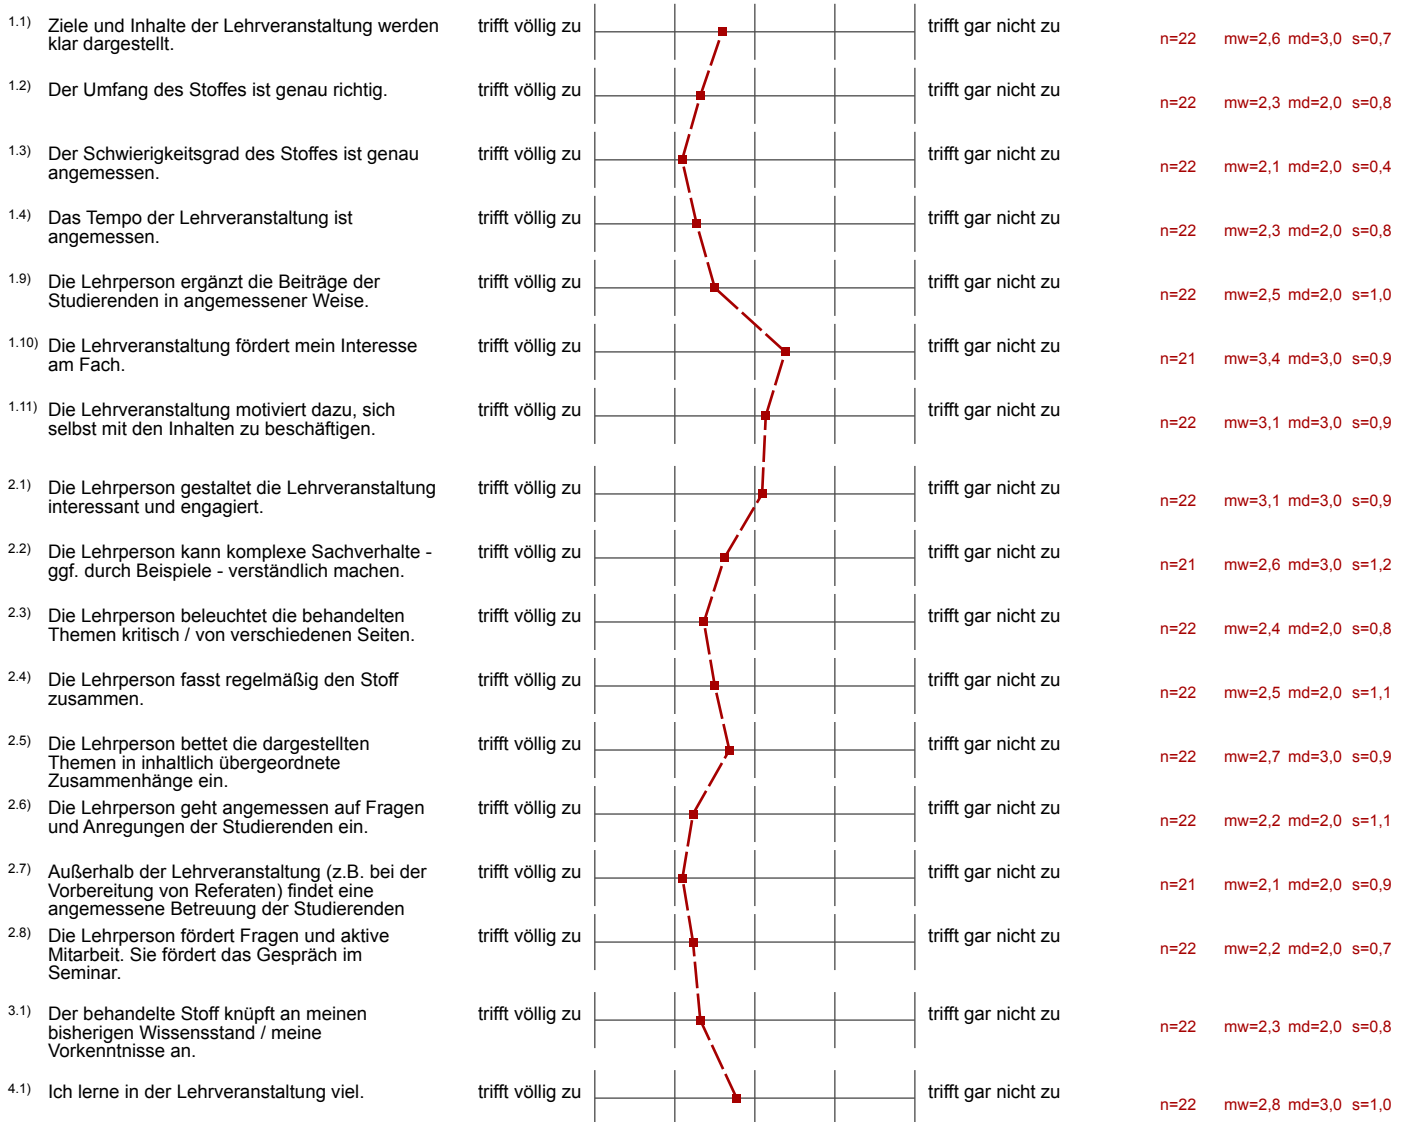 1.1) Ziele und Inhalte der Lehrveranstaltung werden trifft völlig zu trifft gar nicht zu
klar dargestellt. n=22 mw=2,6 md=3,0 s=0,7
1.2) Der Umfang des Stoffes ist genau richtig. trifft völlig zu trifft gar nicht zu
n=22 mw=2,3 md=2,0 s=0,8
1.3) Der Schwierigkeitsgrad des Stoffes ist genau trifft völlig zu trifft gar nicht zu
angemessen. n=22 mw=2,1 md=2,0 s=0,4
1.4) Das Tempo der Lehrveranstaltung ist trifft völlig zu trifft gar nicht zu
angemessen. n=22 mw=2,3 md=2,0 s=0,8
1.9) Die Lehrperson ergänzt die Beiträge der trifft völlig zu trifft gar nicht zu
Studierenden in angemessener Weise. n=22 mw=2,5 md=2,0 s=1,0
1.10) Die Lehrveranstaltung fördert mein Interesse trifft völlig zu trifft gar nicht zu
am Fach. n=21 mw=3,4 md=3,0 s=0,9
1.11) Die Lehrveranstaltung motiviert dazu, sich trifft völlig zu trifft gar nicht zu
selbst mit den Inhalten zu beschäftigen. n=22 mw=3,1 md=3,0 s=0,9
2.1) Die Lehrperson gestaltet die Lehrveranstaltung trifft völlig zu trifft gar nicht zu
interessant und engagiert. n=22 mw=3,1 md=3,0 s=0,9
2.2) Die Lehrperson kann komplexe Sachverhalte - trifft völlig zu trifft gar nicht zu
ggf. durch Beispiele - verständlich machen. n=21 mw=2,6 md=3,0 s=1,2
2.3) Die Lehrperson beleuchtet die behandelten trifft völlig zu trifft gar nicht zu
Themen kritisch / von verschiedenen Seiten. n=22 mw=2,4 md=2,0 s=0,8
2.4) Die Lehrperson fasst regelmäßig den Stoff trifft völlig zu trifft gar nicht zu
zusammen. n=22 mw=2,5 md=2,0 s=1,1
2.5) Die Lehrperson bettet die dargestellten trifft völlig zu trifft gar nicht zu
Themen in inhaltlich übergeordnete n=22 mw=2,7 md=3,0 s=0,9
Zusammenhänge ein.
2.6) Die Lehrperson geht angemessen auf Fragen trifft völlig zu trifft gar nicht zu
und Anregungen der Studierenden ein. n=22 mw=2,2 md=2,0 s=1,1
2.7) Außerhalb der Lehrveranstaltung (z.B. bei der trifft völlig zu trifft gar nicht zu
Vorbereitung von Referaten) findet eine n=21 mw=2,1 md=2,0 s=0,9
angemessene Betreuung der Studierenden
2.8) Die Lehrperson fördert Fragen und aktive trifft völlig zu trifft gar nicht zu
Mitarbeit. Sie fördert das Gespräch im n=22 mw=2,2 md=2,0 s=0,7
Seminar.
3.1) Der behandelte Stoff knüpft an meinen trifft völlig zu trifft gar nicht zu
bisherigen Wissensstand / meine n=22 mw=2,3 md=2,0 s=0,8
Vorkenntnisse an.
4.1) Ich lerne in der Lehrveranstaltung viel. trifft völlig zu trifft gar nicht zu
n=22 mw=2,8 md=3,0 s=1,0